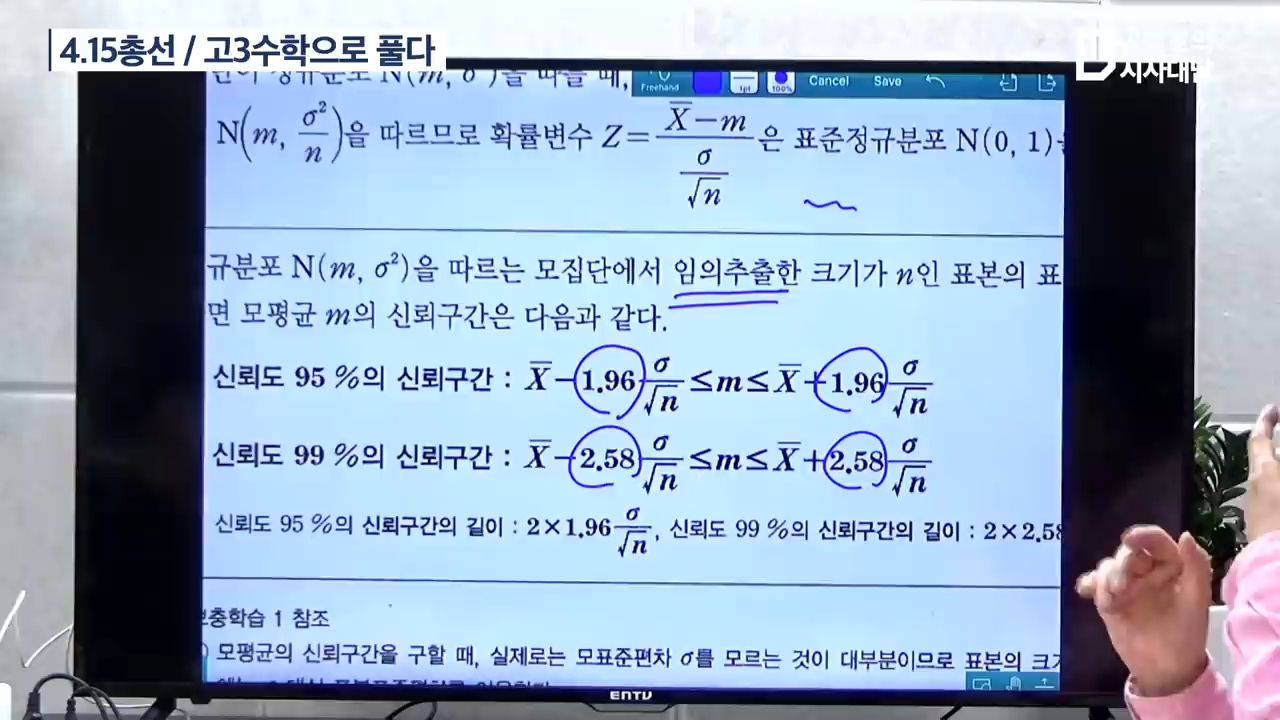 4.15총선 / 고3수학으로 풀다
시사대담
Freehand 1pt 100% Cancel Save
N(m, σ²/n)을 따르므로 확률변수 Z = (X̄−m)/(σ/√n)은 표준정규분포 N(0, 1)
규분포 N(m, σ²)을 따르는 모집단에서 임의추출한 크기가 n인 표본의 표
면 모평균 m의 신뢰구간은 다음과 같다.
신뢰도 95 %의 신뢰구간 : X̄−1.96 σ/√n ≤m≤ X̄+1.96 σ/√n
신뢰도 99 %의 신뢰구간 : X̄−2.58 σ/√n ≤m≤ X̄+2.58 σ/√n
신뢰도 95 %의 신뢰구간의 길이 : 2×1.96 σ/√n, 신뢰도 99 %의 신뢰구간의 길이 : 2×2.58
보충학습 1 참조
모평균의 신뢰구간을 구할 때, 실제로는 모표준편차 σ를 모르는 것이 대부분이므로 표본의 크기
ENTV